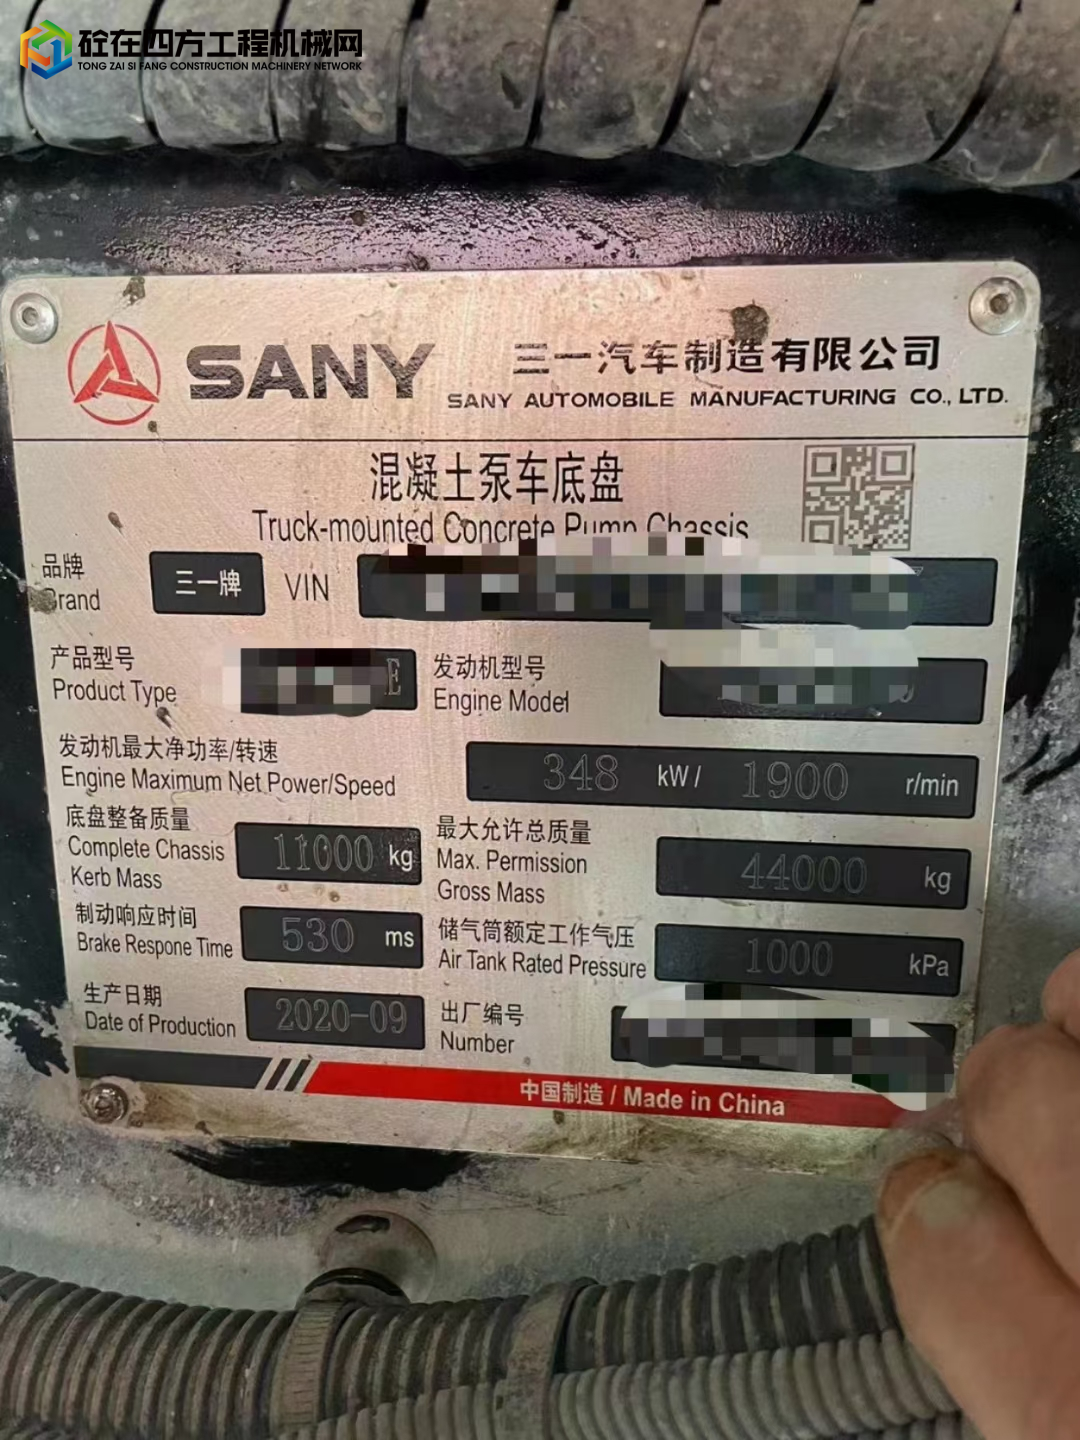 砼在四方工程机械网
TONG ZAI SI FANG CONSTRUCTION MACHINERY NETWORK
SANY 三一汽车制造有限公司
SANY AUTOMOBILE MANUFACTURING CO., LTD.
混凝土泵车底盘
Truck-mounted Concrete Pump Chassis
品牌
Brand 三一牌 VIN
产品型号 发动机型号
Product Type E Engine Model
发动机最大净功率/转速
Engine Maximum Net Power/Speed 348 kW/ 1900 r/min
底盘整备质量 最大允许总质量
Complete Chassis 11000 kg Max. Permission 44000 kg
Kerb Mass Gross Mass
制动响应时间 储气筒额定工作气压
Brake Respone Time 530 ms Air Tank Rated Pressure 1000 kPa
生产日期 出厂编号
Date of Production 2020-09 Number
中国制造 / Made in China